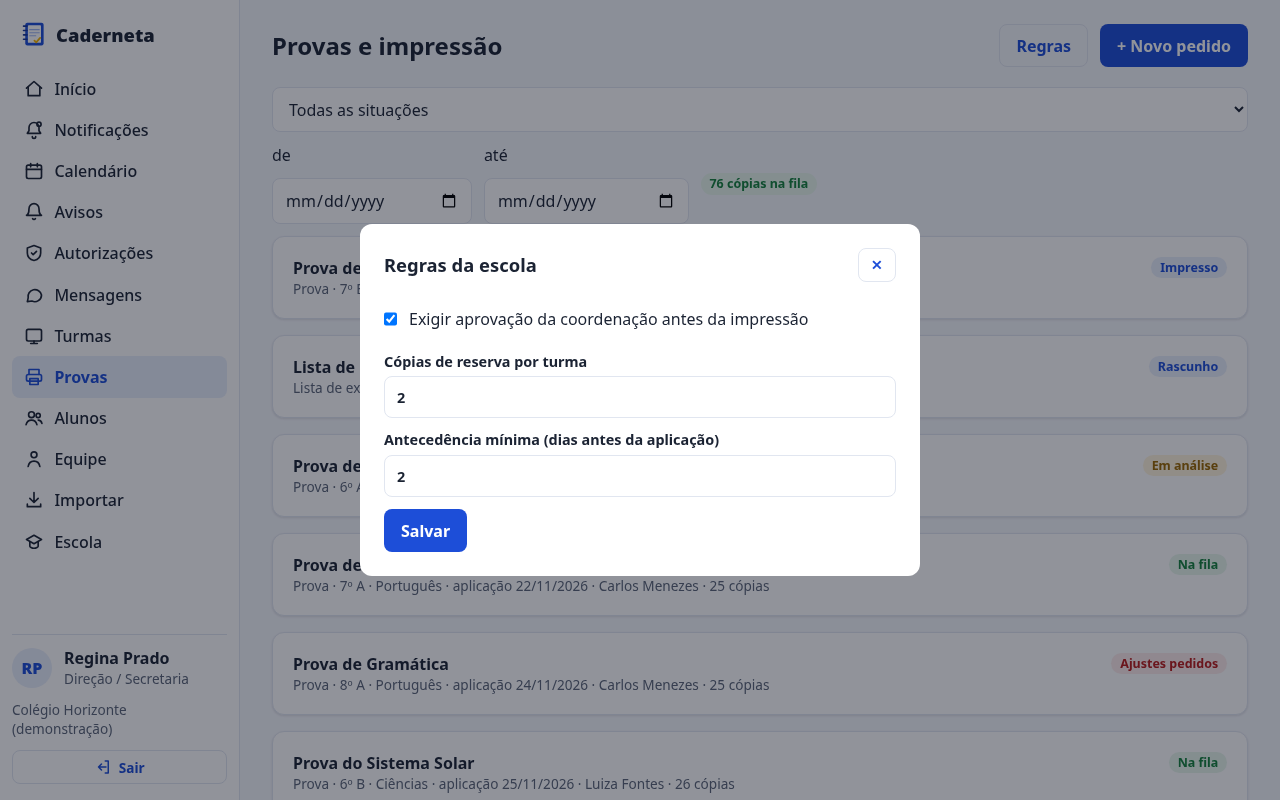 Caderneta
Início
Notificações
Calendário
Avisos
Autorizações
Mensagens
Turmas
Provas
Alunos
Equipe
Importar
Escola
RP
Regina Prado
Direção / Secretaria
Colégio Horizonte
(demonstração)
Sair
Provas e impressão
Regras
+ Novo pedido
Todas as situações
de
até
mm/dd/yyyy
mm/dd/yyyy
76 cópias na fila
Regras da escola
×
Exigir aprovação da coordenação antes da impressão
Cópias de reserva por turma
2
Antecedência mínima (dias antes da aplicação)
2
Salvar
Prova de
Prova · 7º
Impresso
Lista de
Lista de
Rascunho
Prova de
Prova · 6º
Em análise
Prova de
Prova · 7º A · Português · aplicação 22/11/2026 · Carlos Menezes · 25 cópias
Na fila
Prova de Gramática
Prova · 8º A · Português · aplicação 24/11/2026 · Carlos Menezes · 25 cópias
Ajustes pedidos
Prova do Sistema Solar
Prova · 6º B · Ciências · aplicação 25/11/2026 · Luiza Fontes · 26 cópias
Na fila